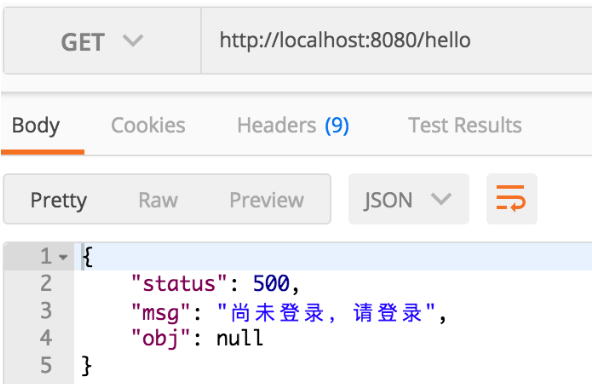 GET http://localhost:8080/hello
Body Cookies Headers (9) Test Results
Pretty Raw Preview JSON
1 {
2 "status": 500,
3 "msg": "尚未登录, 请登录",
4 "obj": null
5 }